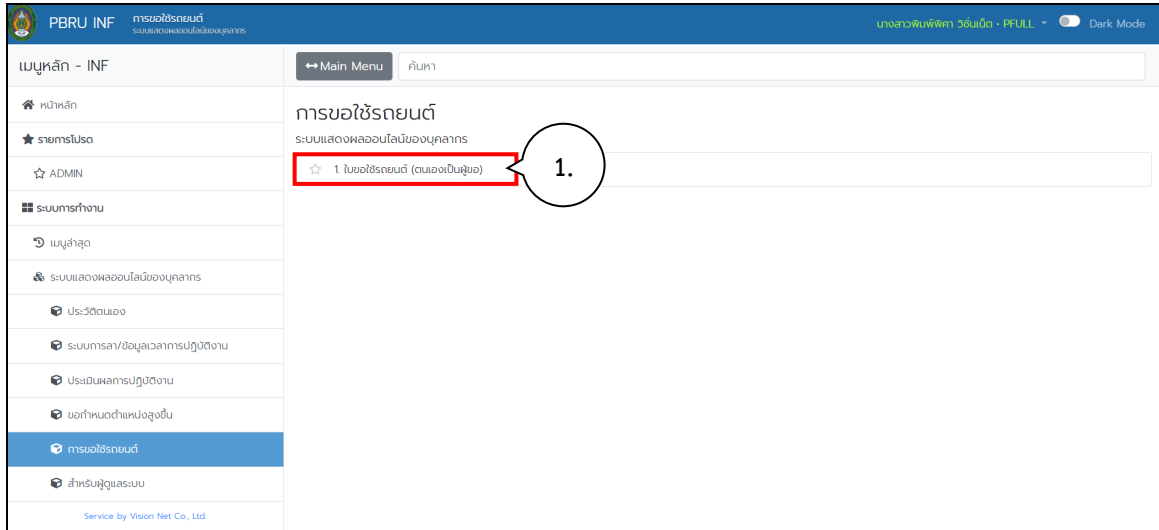 PBRU INF
การขอใช้รถยนต์
ระบบแสดงผลออนไลน์ของบุคลากร
นางสาวพิมพ์พิศา วิชั่นเน็ต • PFULL
Dark Mode
เมนูหลัก - INF
Main Menu
ค้นหา
หน้าหลัก
รายการโปรด
ADMIN
ระบบการทำงาน
เมนูล่าสุด
ระบบแสดงผลออนไลน์ของบุคลากร
ประวัติตนเอง
ระบบการลา/ข้อมูลเวลาการปฏิบัติงาน
ประเมินผลการปฏิบัติงาน
ขอกำหนดตำแหน่งสูงขึ้น
การขอใช้รถยนต์
สำหรับผู้ดูแลระบบ
Service by Vision Net Co., Ltd.
การขอใช้รถยนต์
ระบบแสดงผลออนไลน์ของบุคลากร
1. ใบขอใช้รถยนต์ (ตนเองเป็นผู้ขอ)
1.